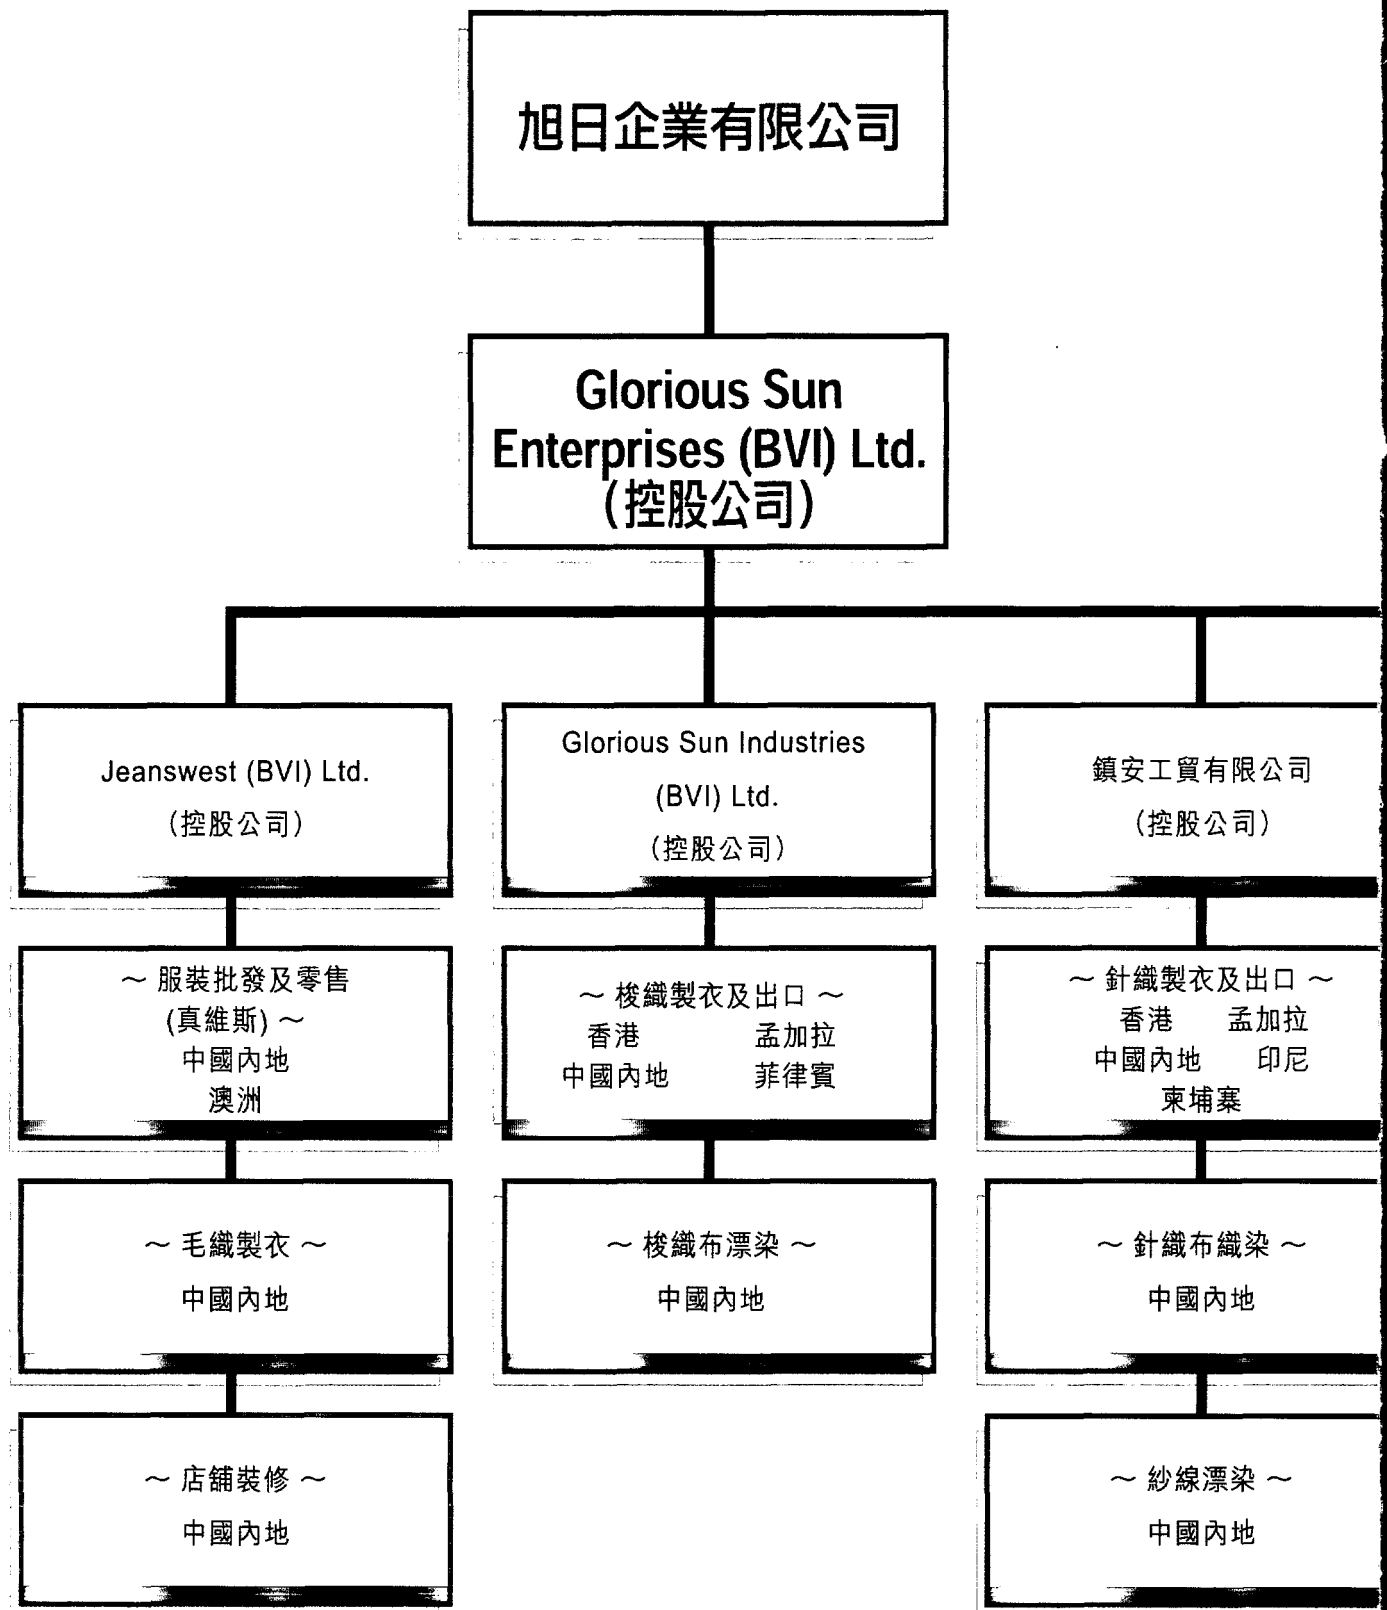 旭日企業有限公司
Glorious Sun
Enterprises (BVI) Ltd.
(控股公司)
Jeanswest (BVI) Ltd.
(控股公司)
Glorious Sun Industries
(BVI) Ltd.
(控股公司)
鎮安工貿有限公司
(控股公司)
～ 服裝批發及零售
(真維斯) ～
中國內地
澳洲
～ 梭織製衣及出口 ～
香港 孟加拉
中國內地 菲律賓
～ 針織製衣及出口 ～
香港 孟加拉
中國內地 印尼
柬埔寨
～ 毛織製衣 ～
中國內地
～ 梭織布漂染 ～
中國內地
～ 針織布織染 ～
中國內地
～ 店舖裝修 ～
中國內地
～ 紗線漂染 ～
中國內地